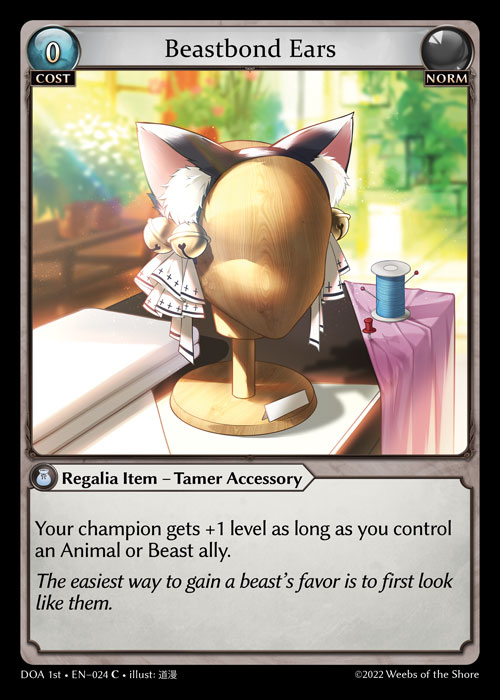 0
Beastbond Ears
COST
NORM
Regalia Item – Tamer Accessory
Your champion gets +1 level as long as you control
an Animal or Beast ally.
The easiest way to gain a beast's favor is to first look
like them.
DOA 1st • EN–024 C • illust: 道漫
©2022 Weebs of the Shore